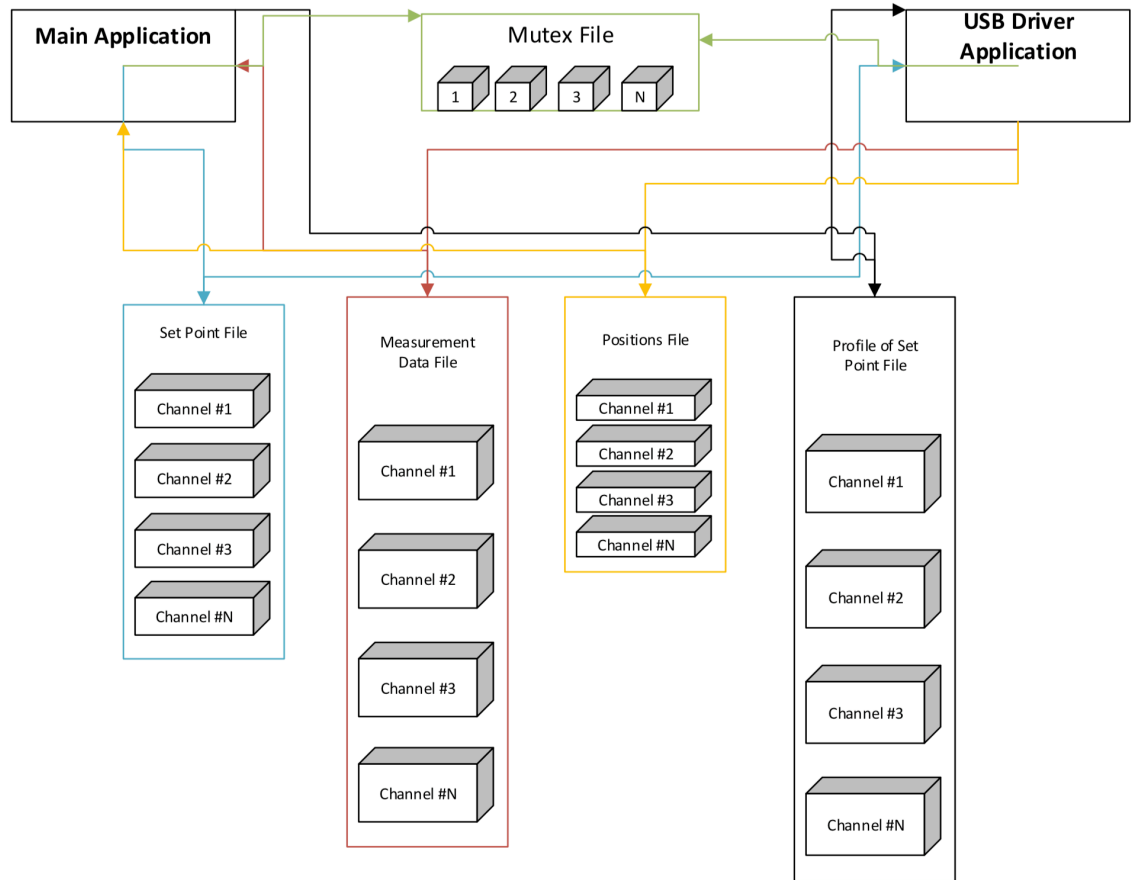 Main Application
Mutex File
1
2
3
N
USB Driver
Application
Set Point File
Channel #1
Channel #2
Channel #3
Channel #N
Measurement
Data File
Channel #1
Channel #2
Channel #3
Channel #N
Positions File
Channel #1
Channel #2
Channel #3
Channel #N
Profile of Set
Point File
Channel #1
Channel #2
Channel #3
Channel #N